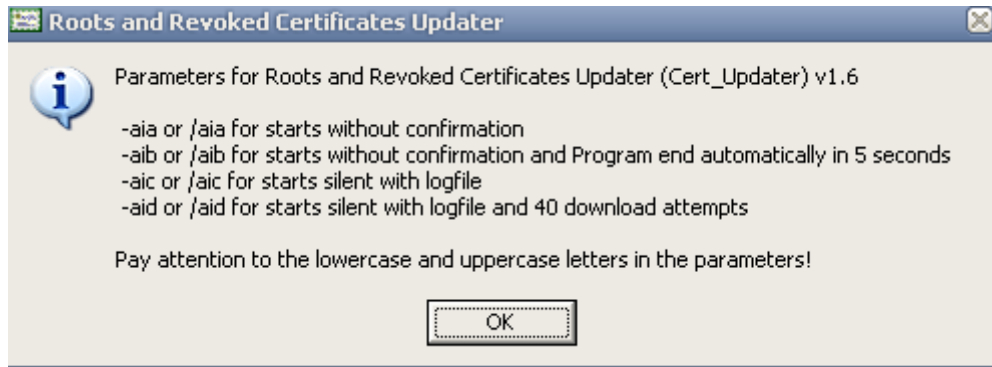 Roots and Revoked Certificates Updater
Parameters for Roots and Revoked Certificates Updater (Cert_Updater) v1.6
-aia or /aia for starts without confirmation
-aib or /aib for starts without confirmation and Program end automatically in 5 seconds
-aic or /aic for starts silent with logfile
-aid or /aid for starts silent with logfile and 40 download attempts
Pay attention to the lowercase and uppercase letters in the parameters!
OK